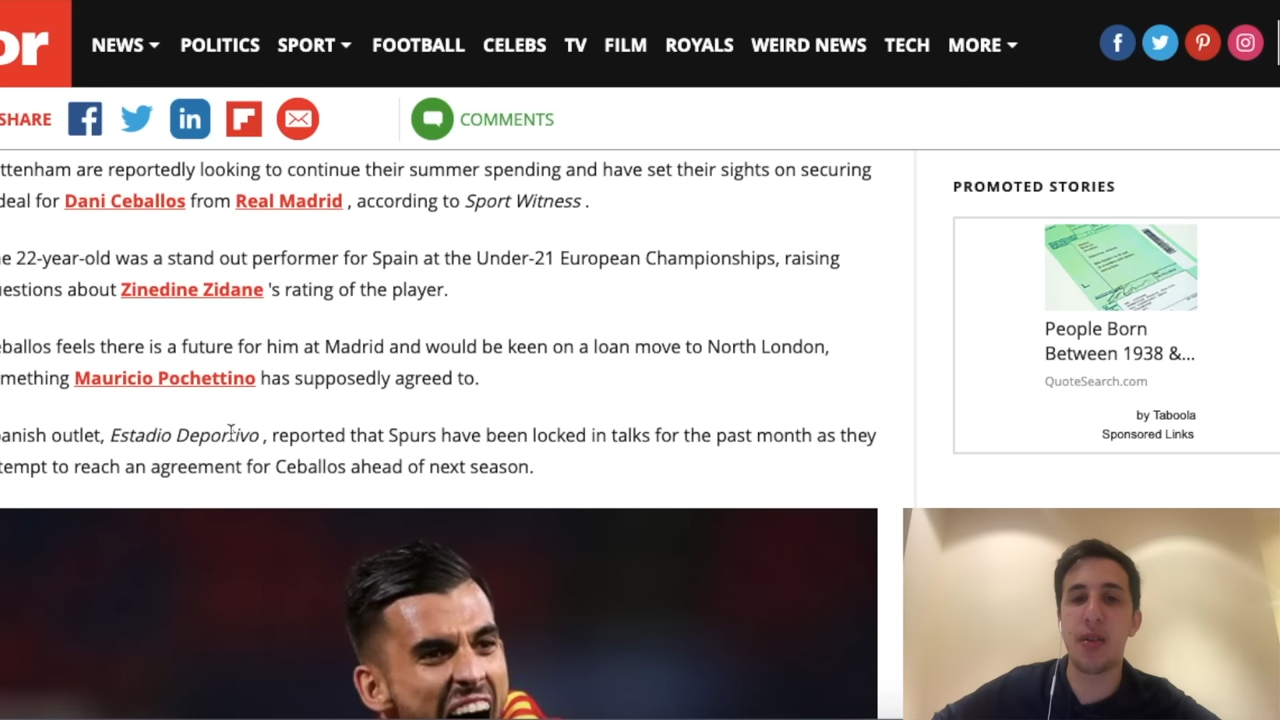 or
NEWS POLITICS SPORT FOOTBALL CELEBS TV FILM ROYALS WEIRD NEWS TECH MORE
SHARE
in
COMMENTS
ttenham are reportedly looking to continue their summer spending and have set their sights on securing
deal for Dani Ceballos from Real Madrid , according to Sport Witness .
e 22-year-old was a stand out performer for Spain at the Under-21 European Championships, raising
uestions about Zinedine Zidane 's rating of the player.
eballos feels there is a future for him at Madrid and would be keen on a loan move to North London,
mething Mauricio Pochettino has supposedly agreed to.
anish outlet, Estadio Deportivo , reported that Spurs have been locked in talks for the past month as they
tempt to reach an agreement for Ceballos ahead of next season.
PROMOTED STORIES
People Born
Between 1938 &...
QuoteSearch.com
by Taboola
Sponsored Links